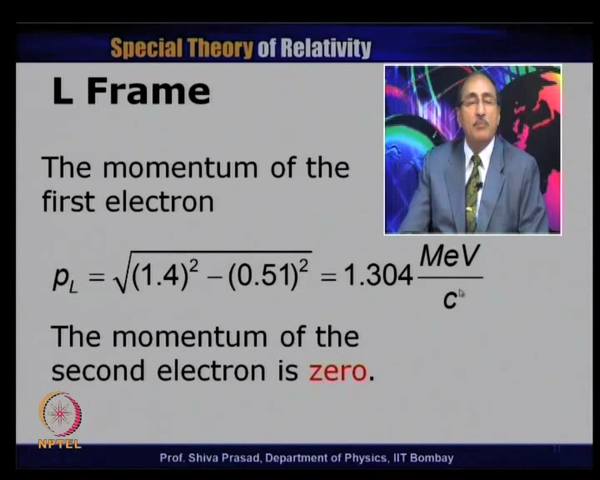 Special Theory of Relativity
L Frame
The momentum of the
first electron
p_L = √((1.4)² − (0.51)²) = 1.304 MeV/c
The momentum of the
second electron is zero.
NPTEL
Prof. Shiva Prasad, Department of Physics, IIT Bombay